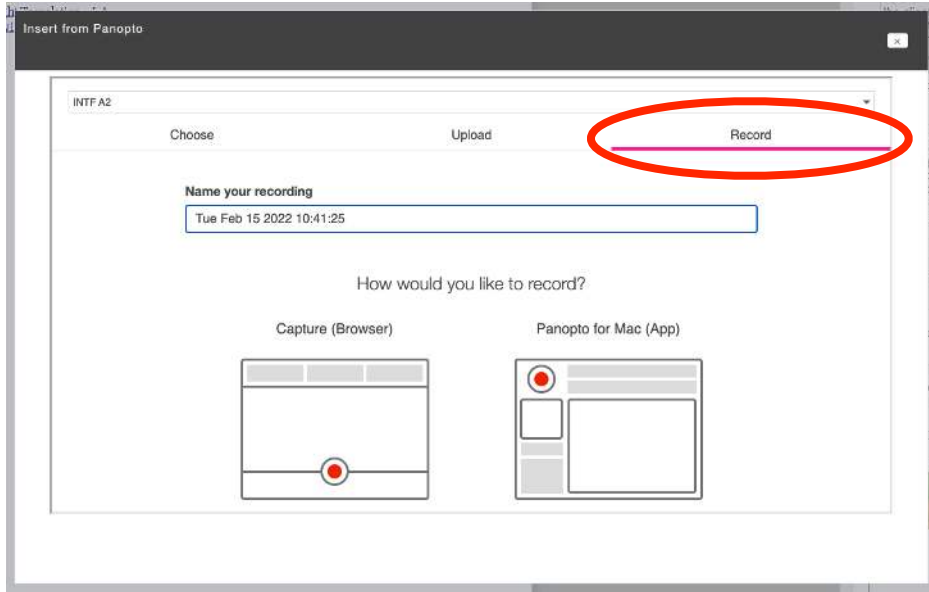 Insert from Panopto
INTF A2
Choose Upload Record
Name your recording
Tue Feb 15 2022 10:41:25
How would you like to record?
Capture (Browser) Panopto for Mac (App)